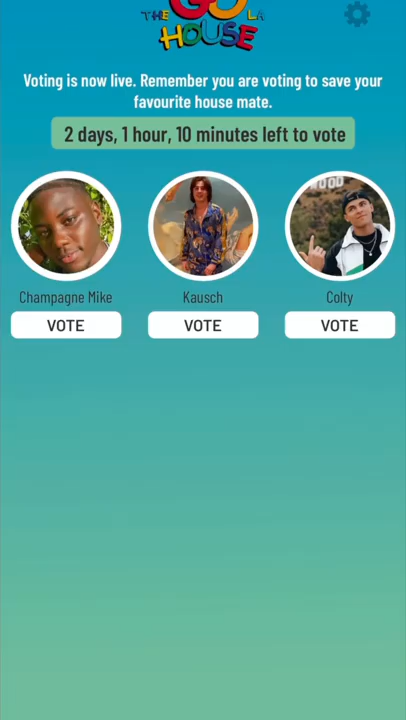 THE GO LA
HOUSE
Voting is now live. Remember you are voting to save your
favourite house mate.
2 days, 1 hour, 10 minutes left to vote
Champagne Mike
Kausch
Colty
VOTE
VOTE
VOTE